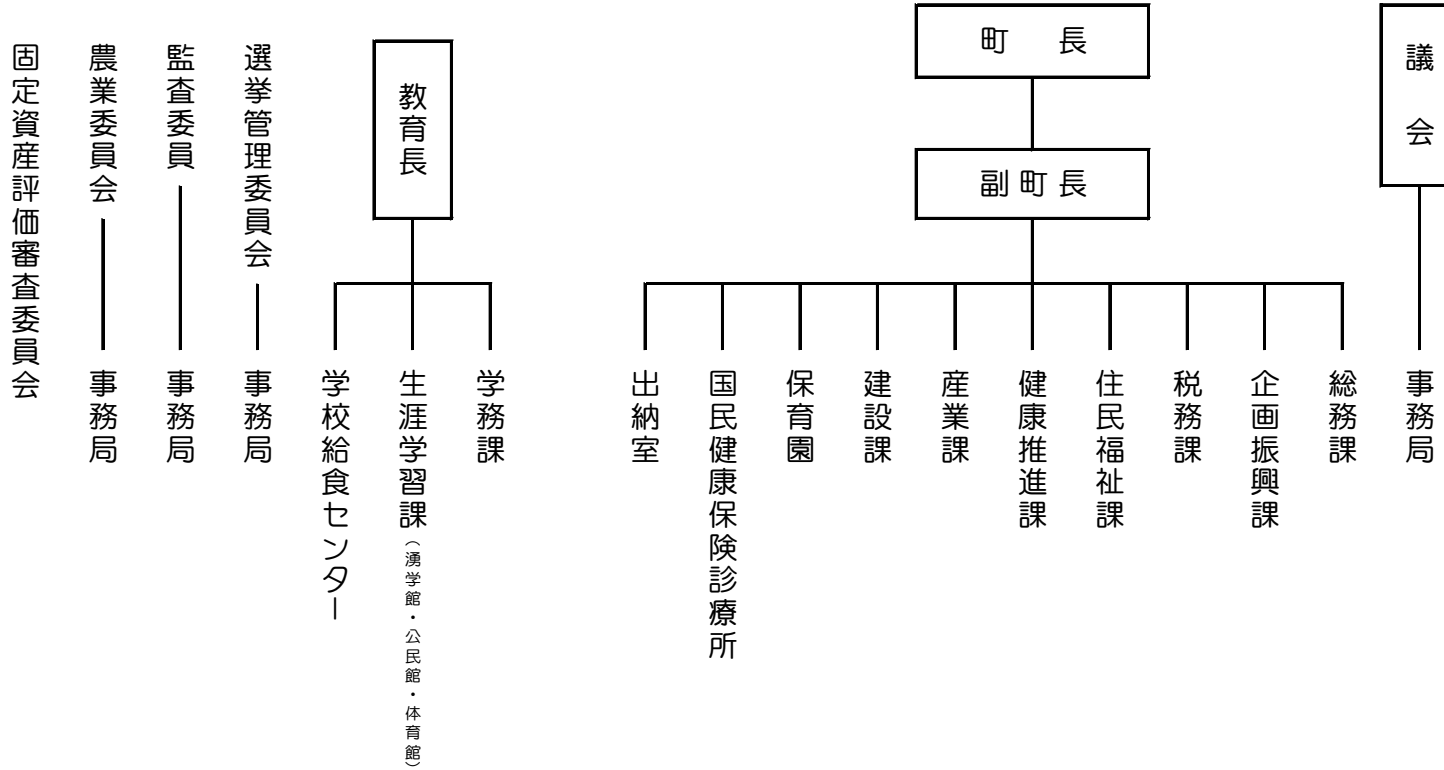 議会
事務局
町長
副町長
総務課
企画振興課
税務課
住民福祉課
健康推進課
産業課
建設課
保育園
国民健康保険診療所
出納室
教育長
学務課
生涯学習課（湧学館・公民館・体育館）
学校給食センター
選挙管理委員会
事務局
監査委員
事務局
農業委員会
事務局
固定資産評価審査委員会